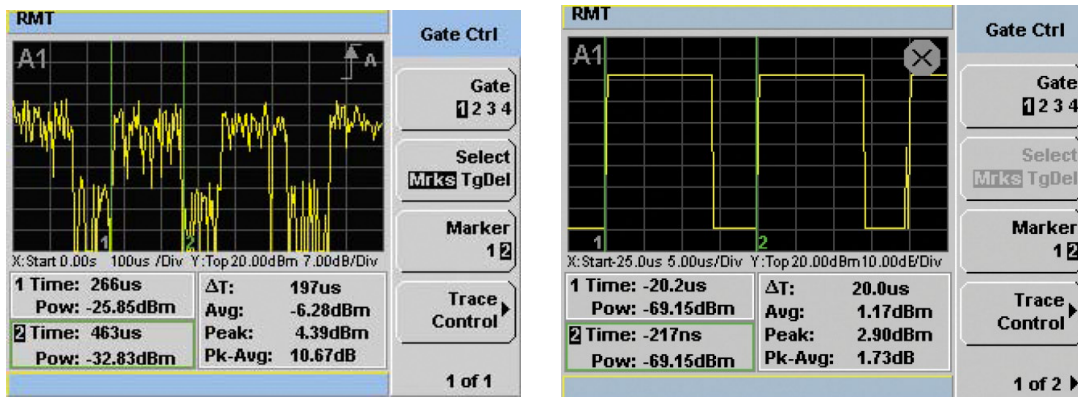 RMT
Gate Ctrl
A1
A
Gate
1 2 3 4
Select
Mrks TgDel
Marker
1 2
1
2
X:Start 0.00s 100us /Div Y:Top 20.00dBm 7.00dB/Div
1 Time: 266us
Pow: -25.85dBm
2 Time: 463us
Pow: -32.83dBm
ΔT: 197us
Avg: -6.28dBm
Peak: 4.39dBm
Pk-Avg: 10.67dB
Trace
Control
1 of 1
RMT
Gate Ctrl
A1
Gate
1 2 3 4
Select
Mrks TgDel
Marker
1 2
1
2
X:Start-25.0us 5.00us/Div Y:Top 20.00dBm10.00dB/Div
1 Time: -20.2us
Pow: -69.15dBm
2 Time: -217ns
Pow: -69.15dBm
ΔT: 20.0us
Avg: 1.17dBm
Peak: 2.90dBm
Pk-Avg: 1.73dB
Trace
Control
1 of 2